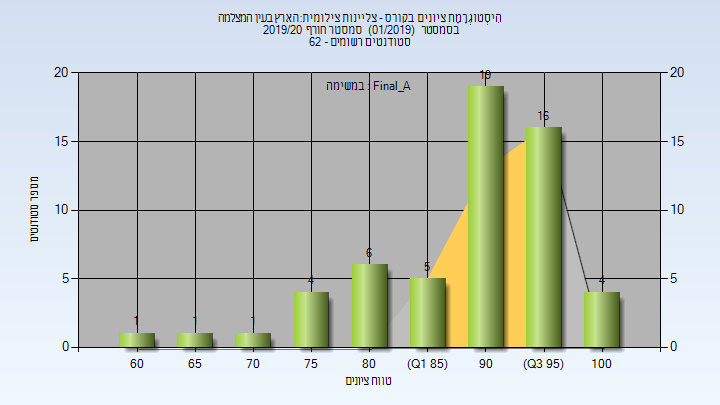 היסטוגרמת ציונים בקורס - צליינות צילומית:הארץ בעין המצלמה
בסמסטר (01/2019) סמסטר חורף 2019/20
סטודנטים רשומים - 62
במשימה : Final_A
20 20
15 15
10 10
5 5
0 0
1 1 1 4 6 5 19 16 4
60 65 70 75 80 (Q1 85) 90 (Q3 95) 100
מספר סטודנטים
טווח ציונים